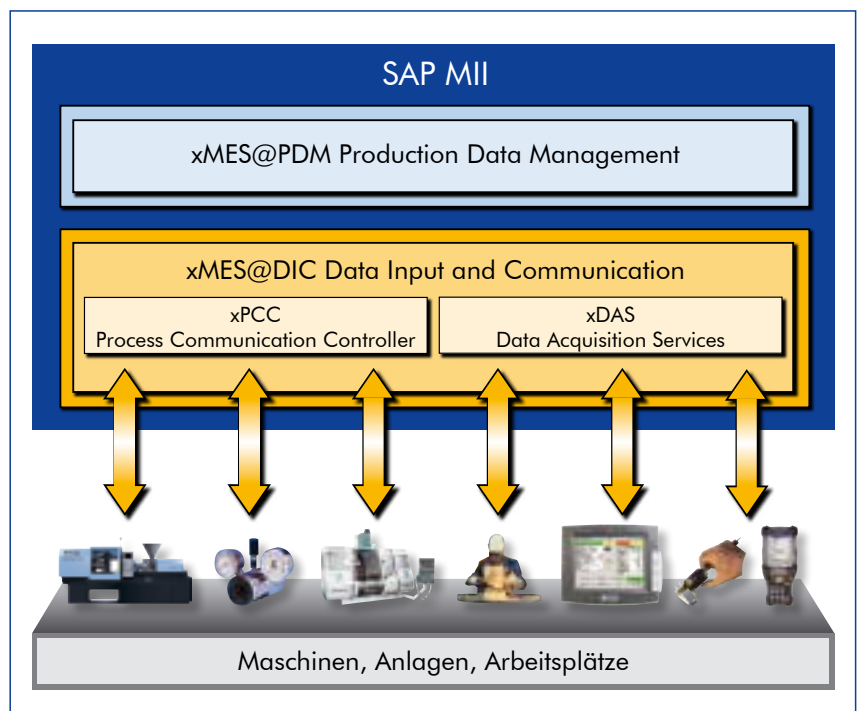 SAP MII
xMES@PDM Production Data Management
xMES@DIC Data Input and Communication
xPCC
Process Communication Controller
xDAS
Data Acquisition Services
Maschinen, Anlagen, Arbeitsplätze